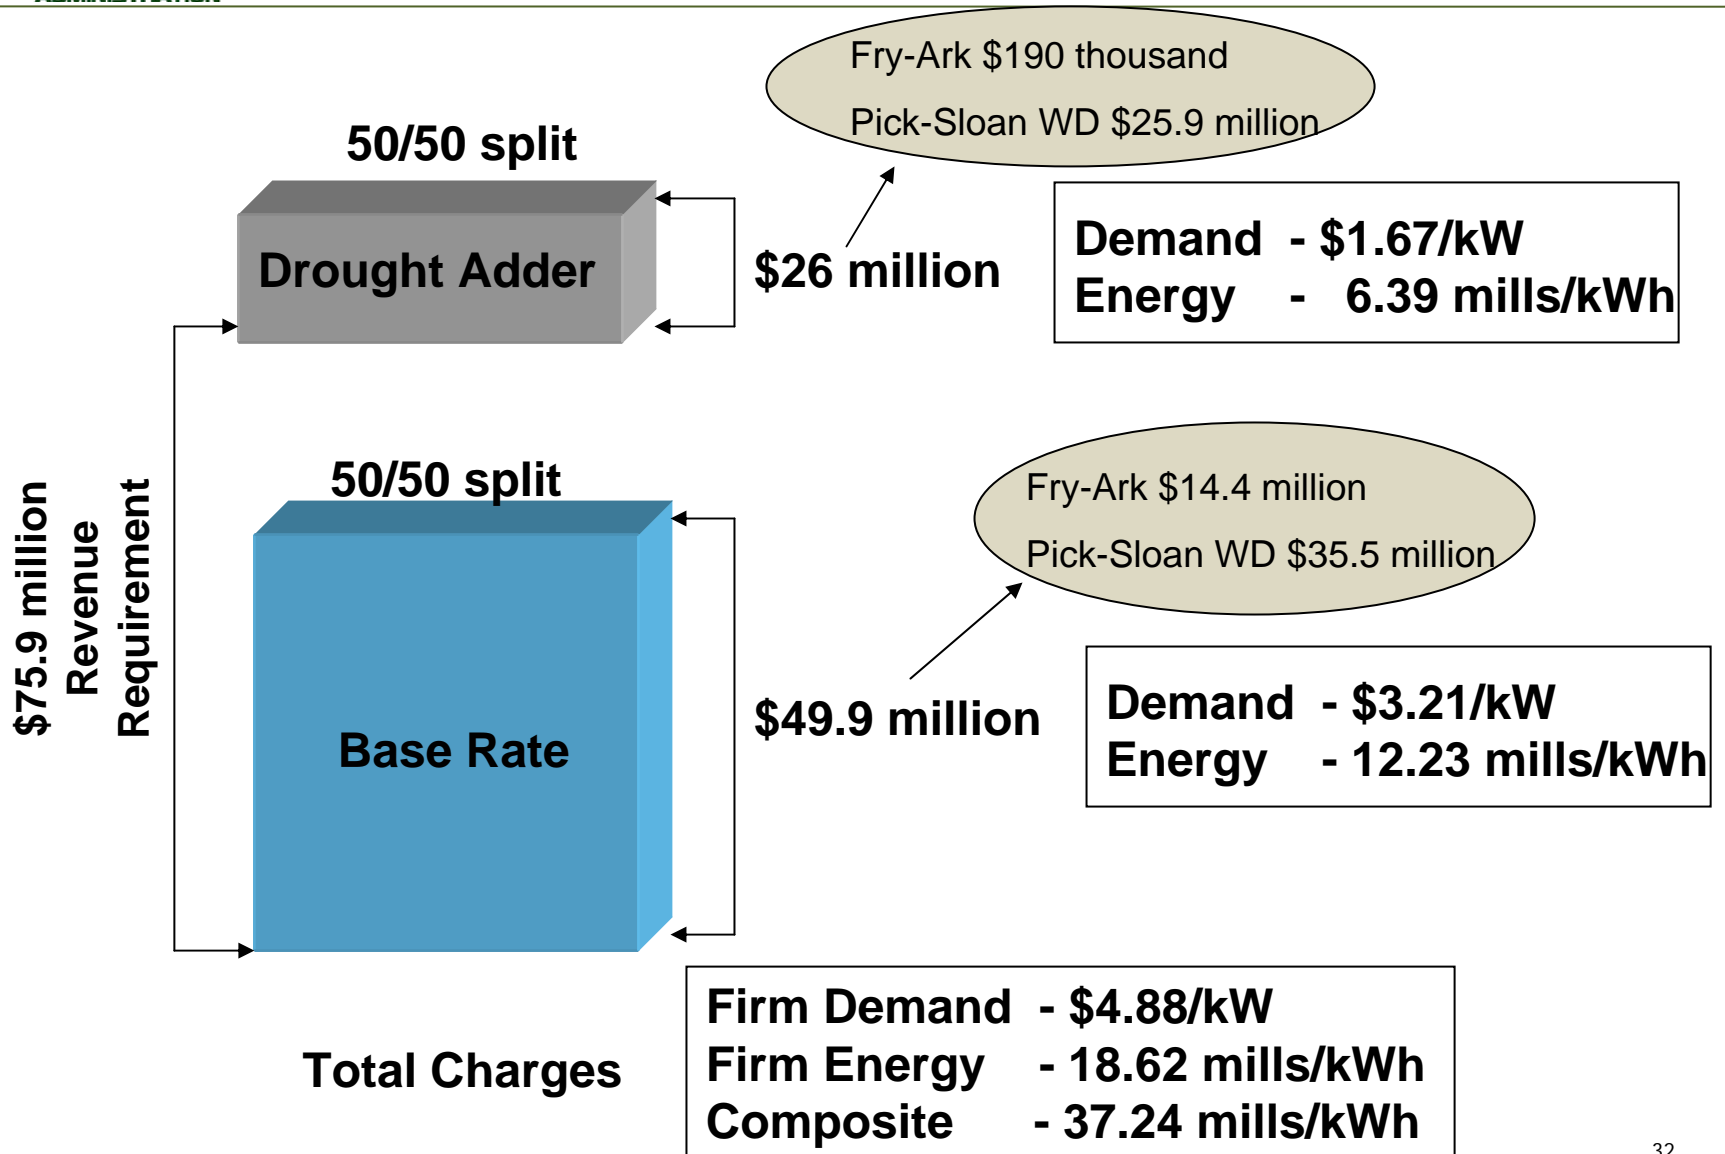 Fry-Ark $190 thousand
Pick-Sloan WD $25.9 million
50/50 split
Drought Adder
$26 million
Demand - $1.67/kW
Energy - 6.39 mills/kWh
$75.9 million
Revenue
Requirement
50/50 split
Base Rate
Fry-Ark $14.4 million
Pick-Sloan WD $35.5 million
$49.9 million
Demand - $3.21/kW
Energy - 12.23 mills/kWh
Total Charges
Firm Demand - $4.88/kW
Firm Energy - 18.62 mills/kWh
Composite - 37.24 mills/kWh
32